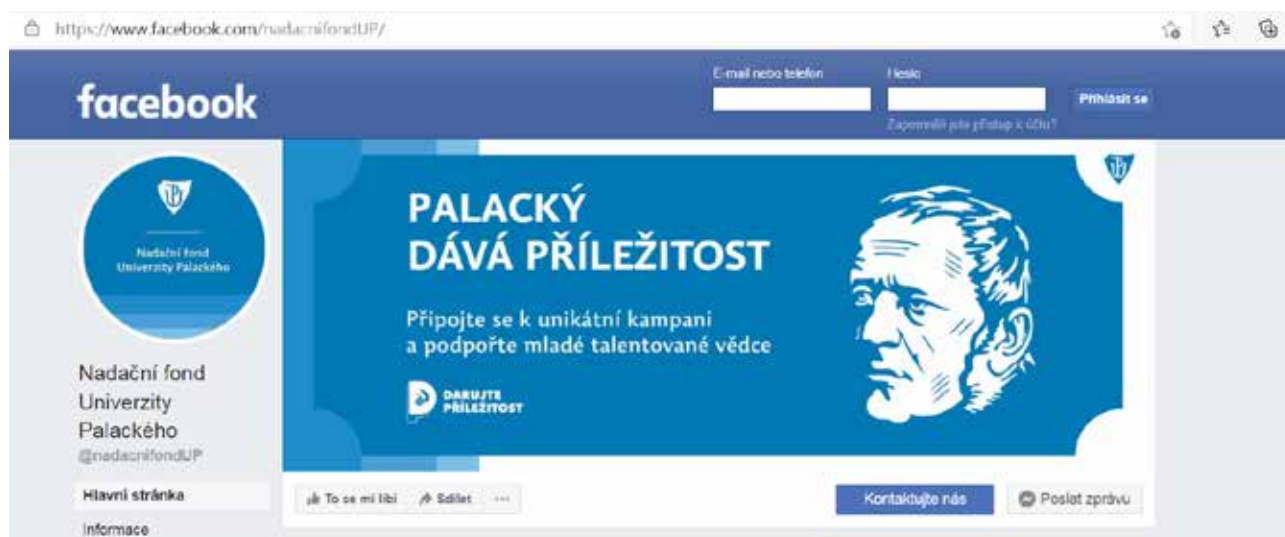 https://www.facebook.com/nadacnifondUP/
facebook
E-mail nebo telefon
Heslo
Přihlásit se
Zapomněli jste přístup k účtu?
UP
Nadační fond
Univerzity Palackého
PALACKÝ
DÁVÁ PŘÍLEŽITOST
Připojte se k unikátní kampani
a podpořte mladé talentované vědce
DARUJTE
PŘÍLEŽITOST
UP
Nadační fond
Univerzity
Palackého
@nadacnifondUP
Hlavní stránka
Informace
To se mi líbí
Sdílet
...
Kontaktujte nás
Poslat zprávu